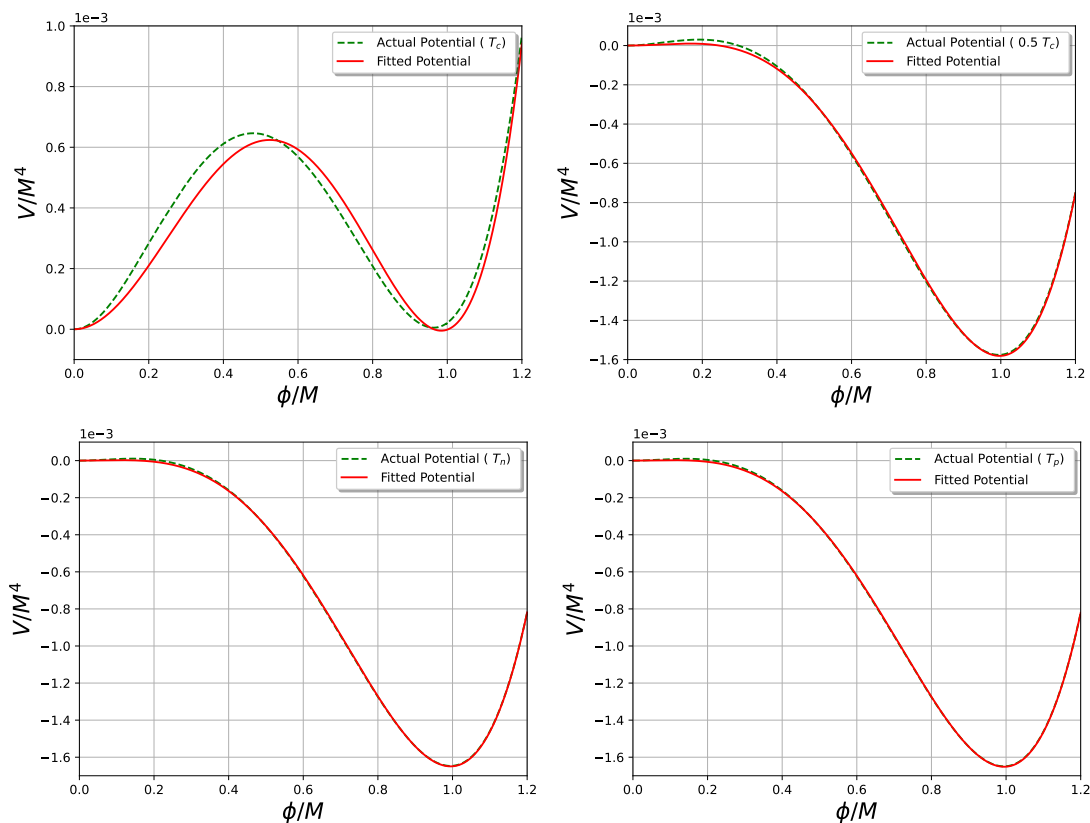 1e−3
1.0
0.8
0.6
0.4
0.2
0.0
V/M⁴
Actual Potential ( T_c)
Fitted Potential
0.0 0.2 0.4 0.6 0.8 1.0 1.2
ϕ/M
1e−3
0.0
−0.2
−0.4
−0.6
−0.8
−1.0
−1.2
−1.4
−1.6
V/M⁴
Actual Potential ( 0.5 T_c)
Fitted Potential
0.0 0.2 0.4 0.6 0.8 1.0 1.2
ϕ/M
1e−3
0.0
−0.2
−0.4
−0.6
−0.8
−1.0
−1.2
−1.4
−1.6
V/M⁴
Actual Potential ( T_n)
Fitted Potential
0.0 0.2 0.4 0.6 0.8 1.0 1.2
ϕ/M
1e−3
0.0
−0.2
−0.4
−0.6
−0.8
−1.0
−1.2
−1.4
−1.6
V/M⁴
Actual Potential ( T_p)
Fitted Potential
0.0 0.2 0.4 0.6 0.8 1.0 1.2
ϕ/M